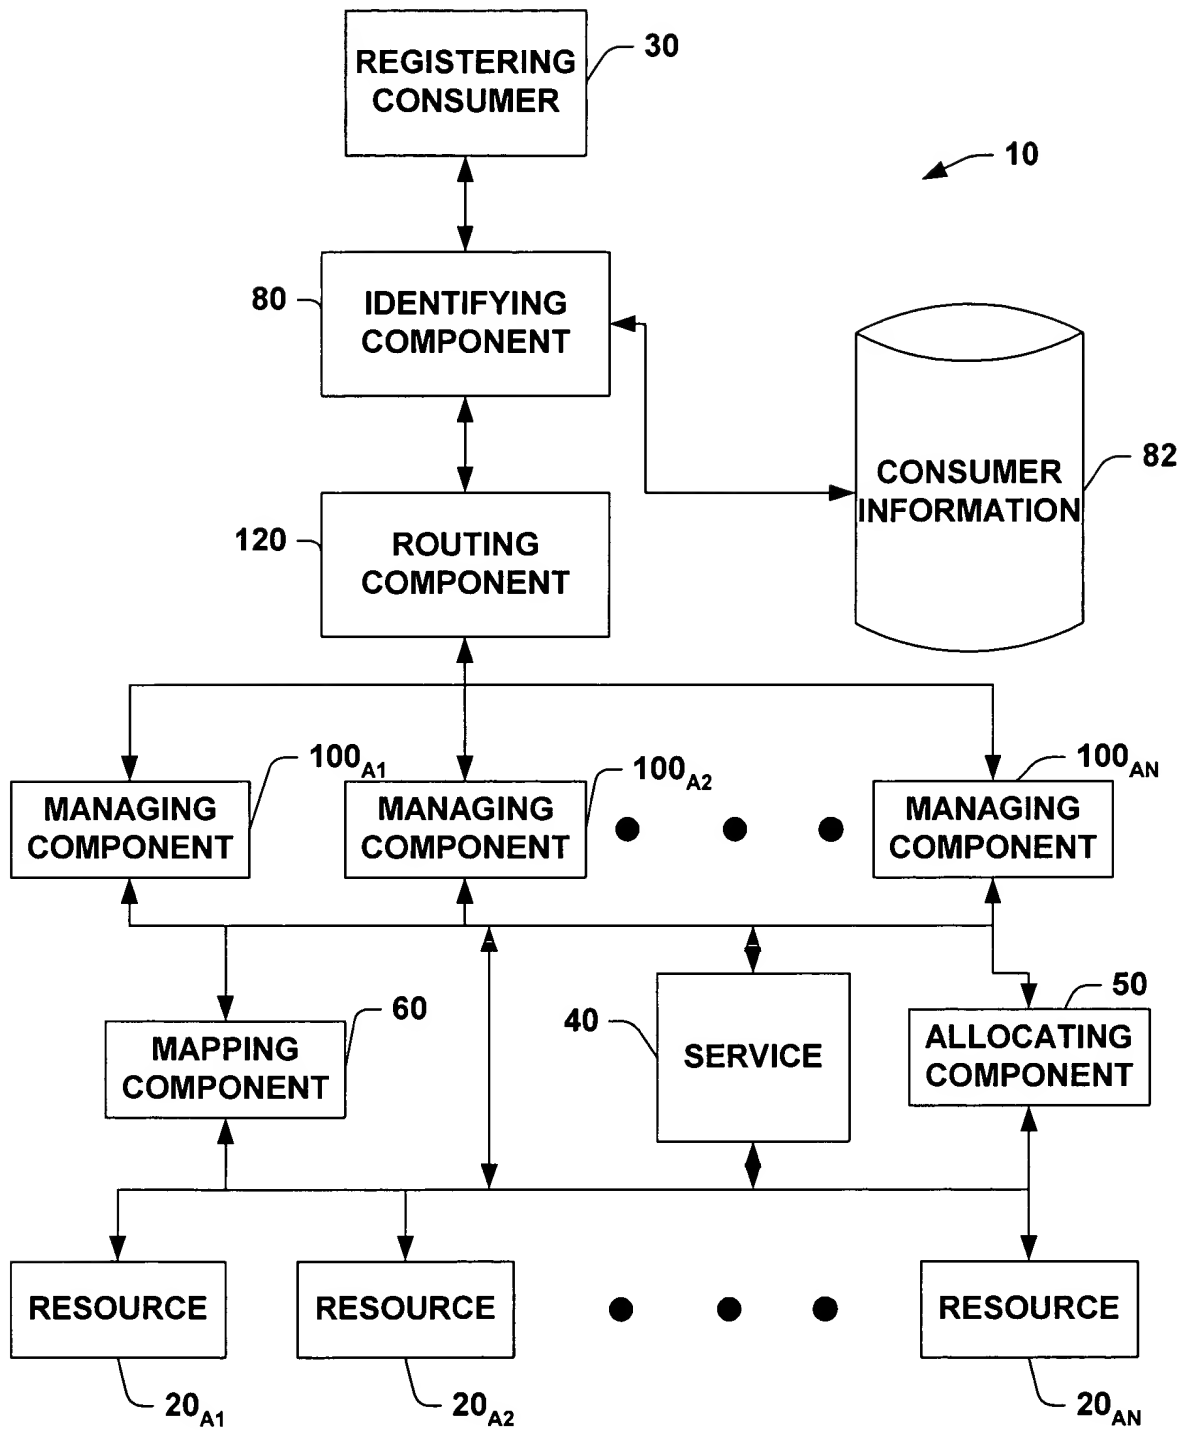 REGISTERING
CONSUMER
30
10
80
IDENTIFYING
COMPONENT
CONSUMER
INFORMATION
82
120
ROUTING
COMPONENT
100A1
100A2
100AN
MANAGING
COMPONENT
MANAGING
COMPONENT
MANAGING
COMPONENT
60
40
50
MAPPING
COMPONENT
SERVICE
ALLOCATING
COMPONENT
RESOURCE
RESOURCE
RESOURCE
20A1
20A2
20AN